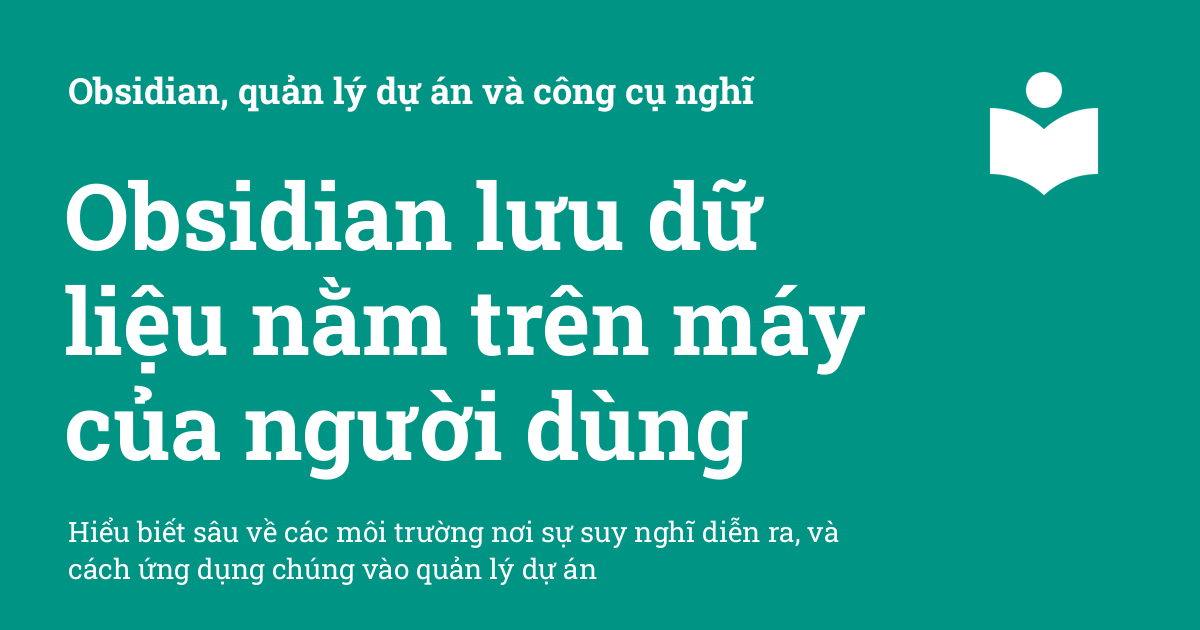 Obsidian, quản lý dự án và công cụ nghĩ
Obsidian lưu dữ
liệu nằm trên máy
của người dùng
Hiểu biết sâu về các môi trường nơi sự suy nghĩ diễn ra, và
cách ứng dụng chúng vào quản lý dự án